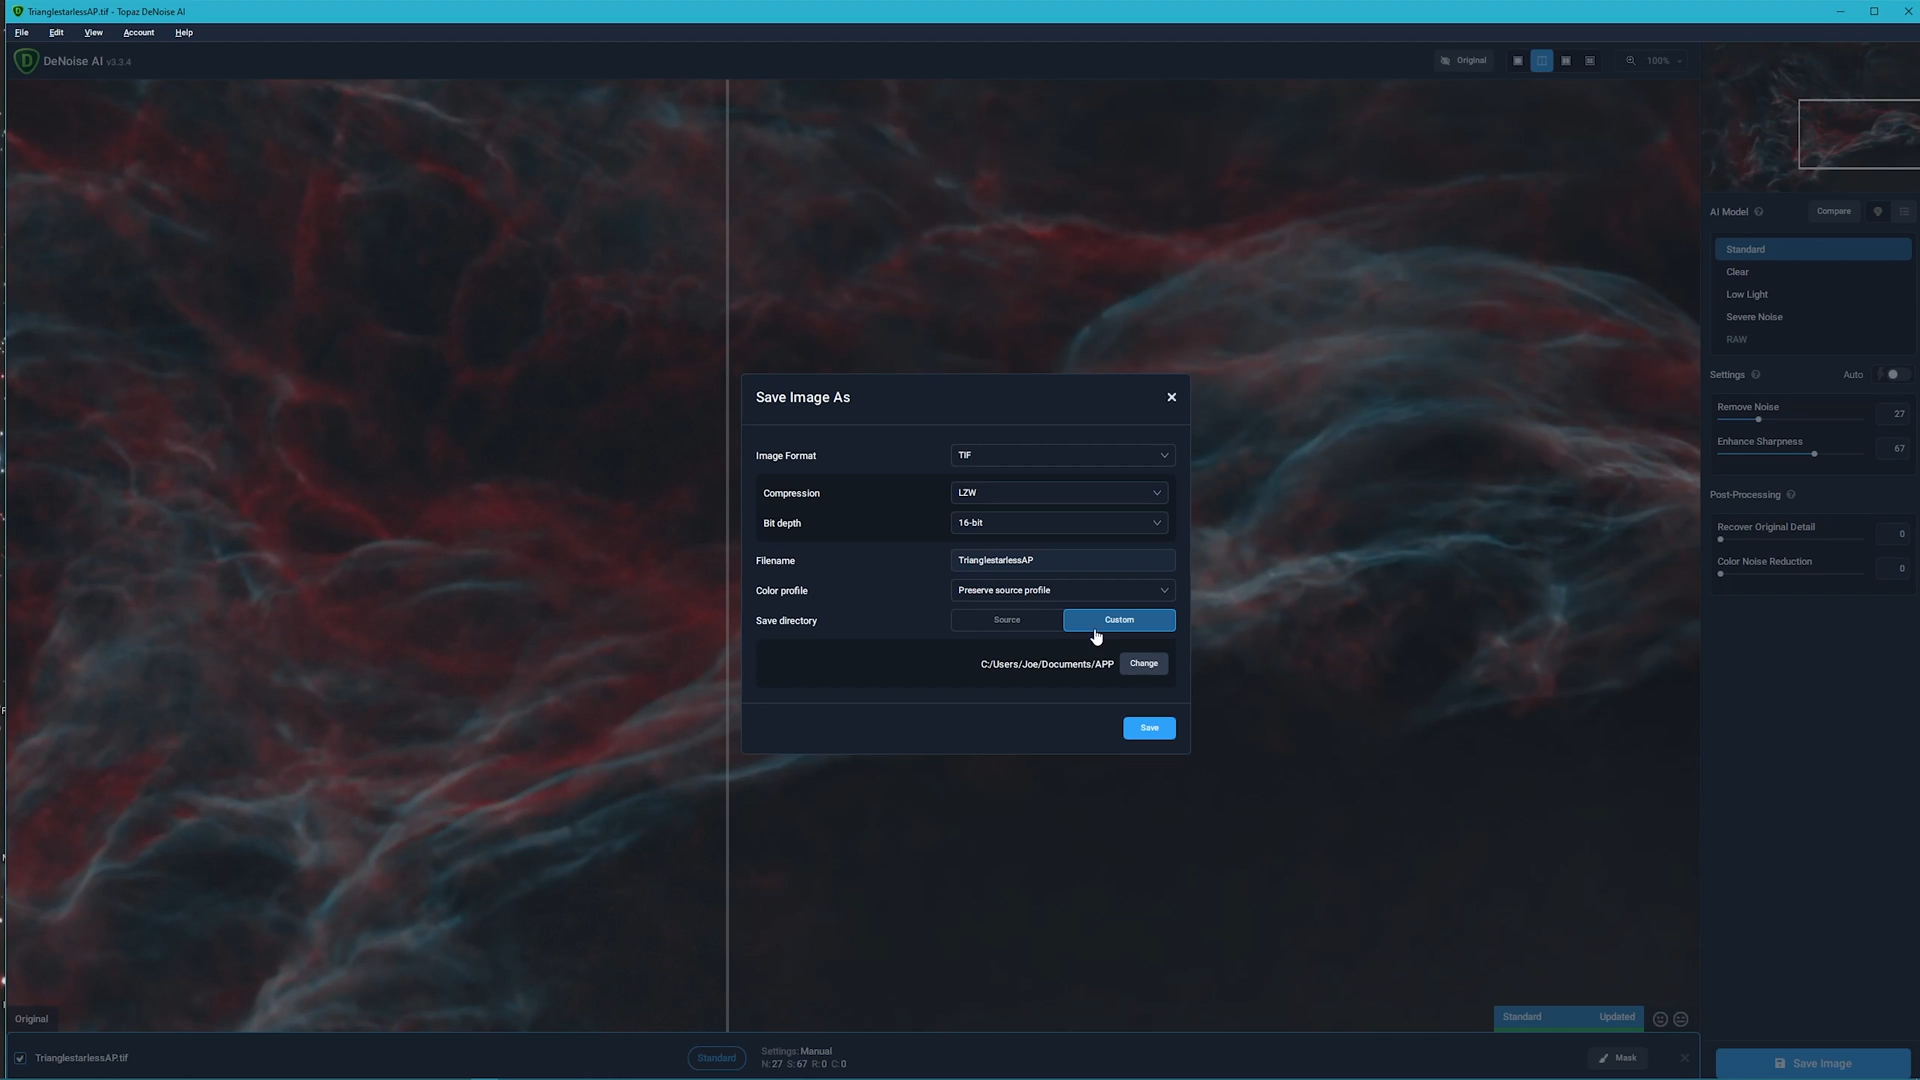 TrianglestarlessAP.tif - Topaz DeNoise AI
File Edit View Account Help
DeNoise AI v3.3.4
Original
100%
AI Model
Compare
Standard
Clear
Low Light
Severe Noise
RAW
Settings
Auto
Remove Noise
27
Enhance Sharpness
67
Post-Processing
Recover Original Detail
0
Color Noise Reduction
0
Save Image As
Image Format
TIF
Compression
LZW
Bit depth
16-bit
Filename
TrianglestarlessAP
Color profile
Preserve source profile
Save directory
Source
Custom
C:/Users/Joe/Documents/APP
Change
Save
Original
Standard
Updated
TrianglestarlessAP.tif
Standard
Settings: Manual
N:27 S:67 R:0 C:0
Mask
Save Image